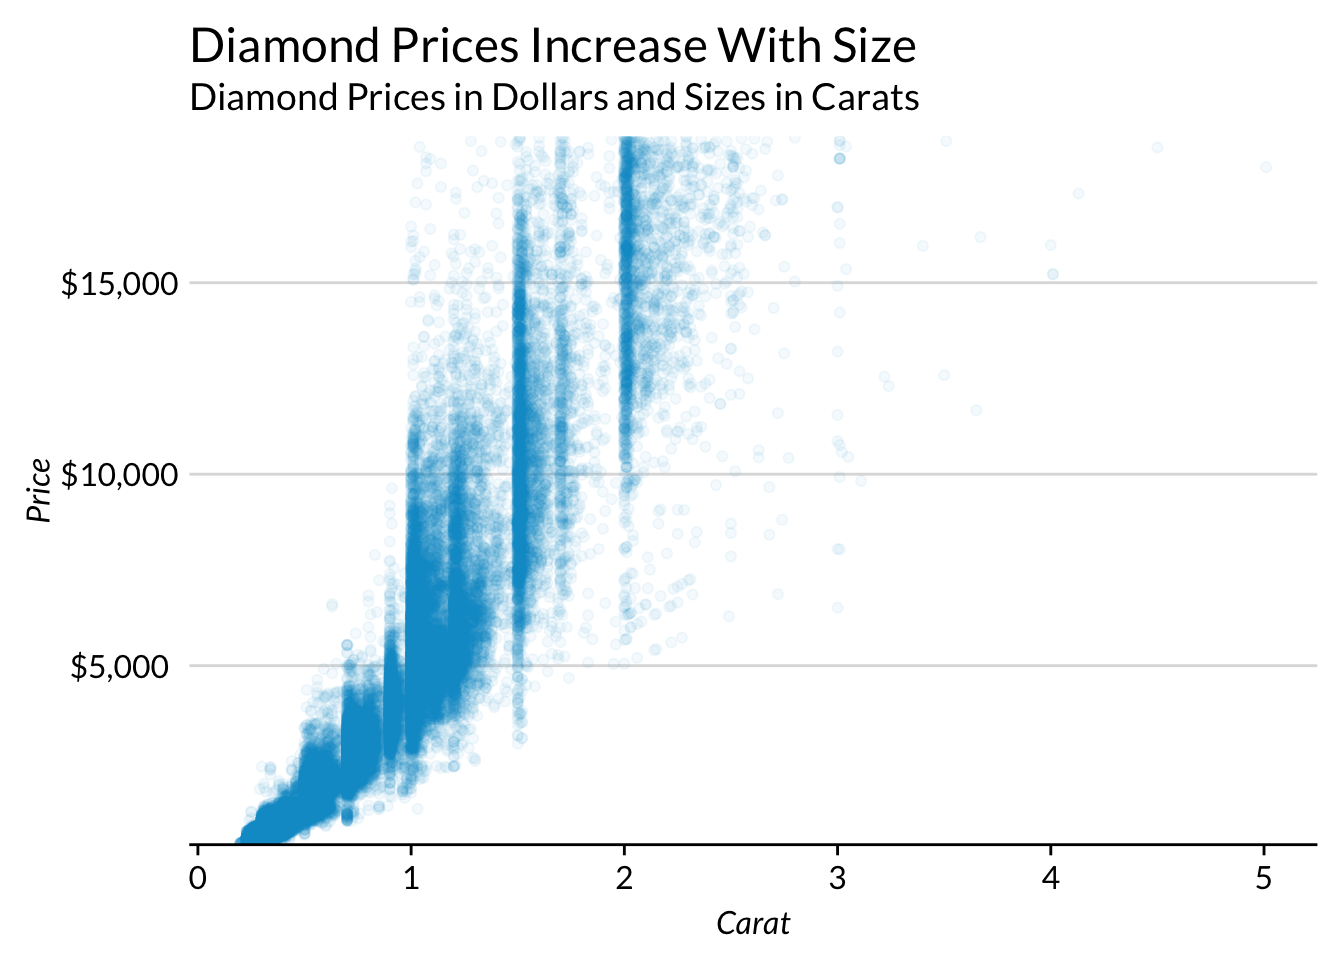 Diamond Prices Increase With Size
Diamond Prices in Dollars and Sizes in Carats
$15,000
$10,000
$5,000
Price
0 1 2 3 4 5
Carat